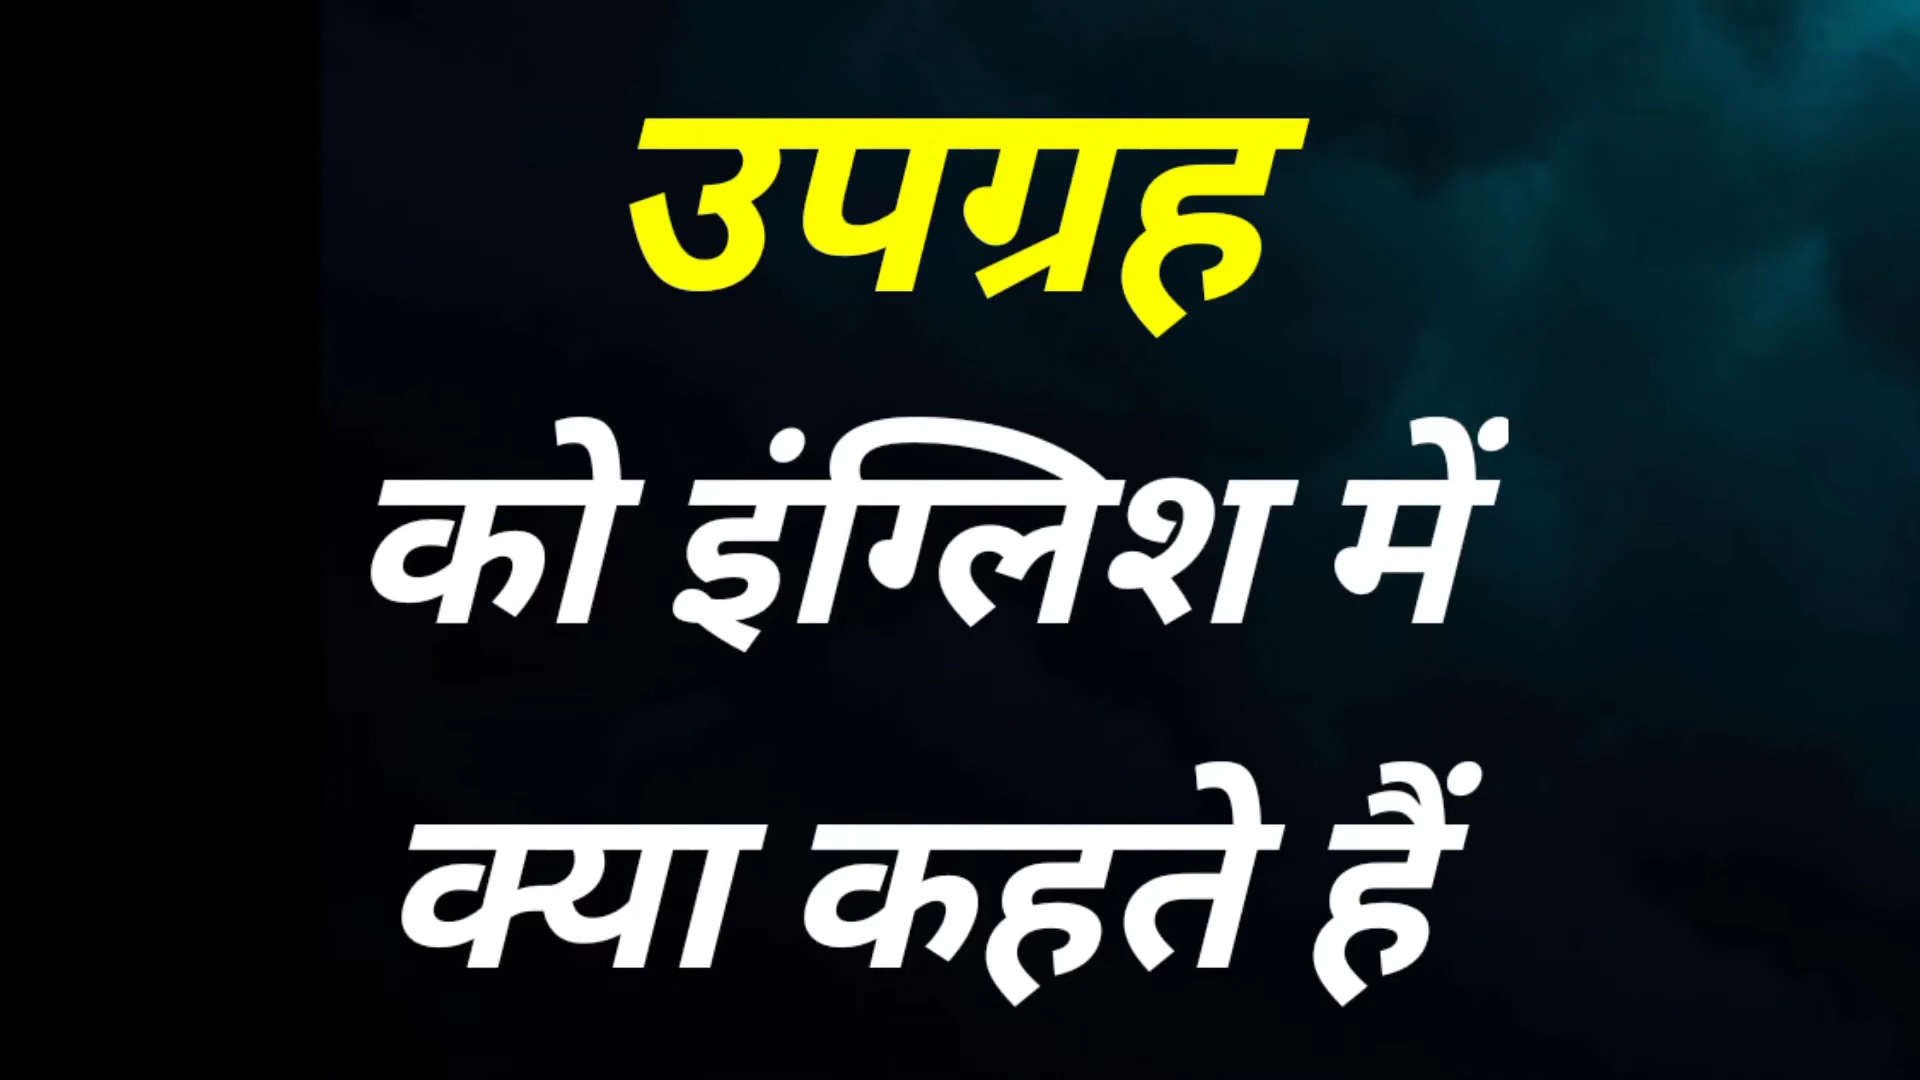 उपग्रह
को इंग्लिश में
क्या कहते हैं